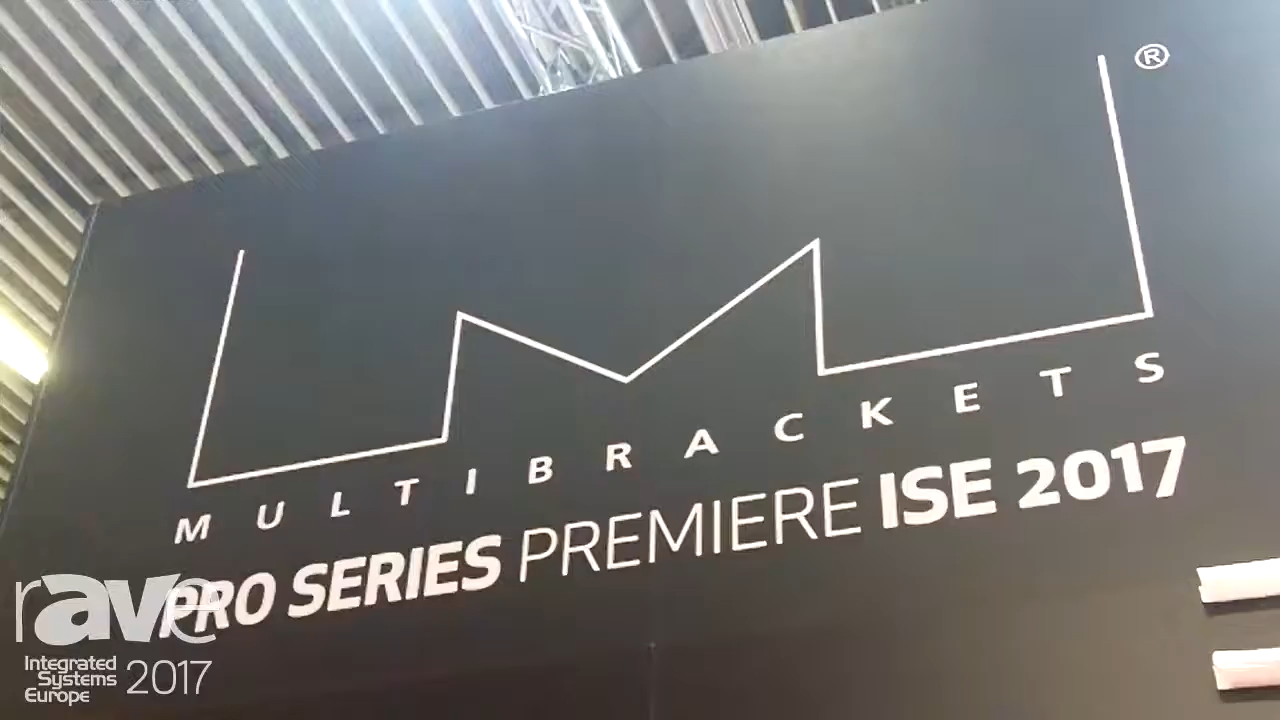 ®
MULTIBRACKETS
PRO SERIES PREMIERE ISE 2017
rAVe
Integrated
Systems
Europe
2017